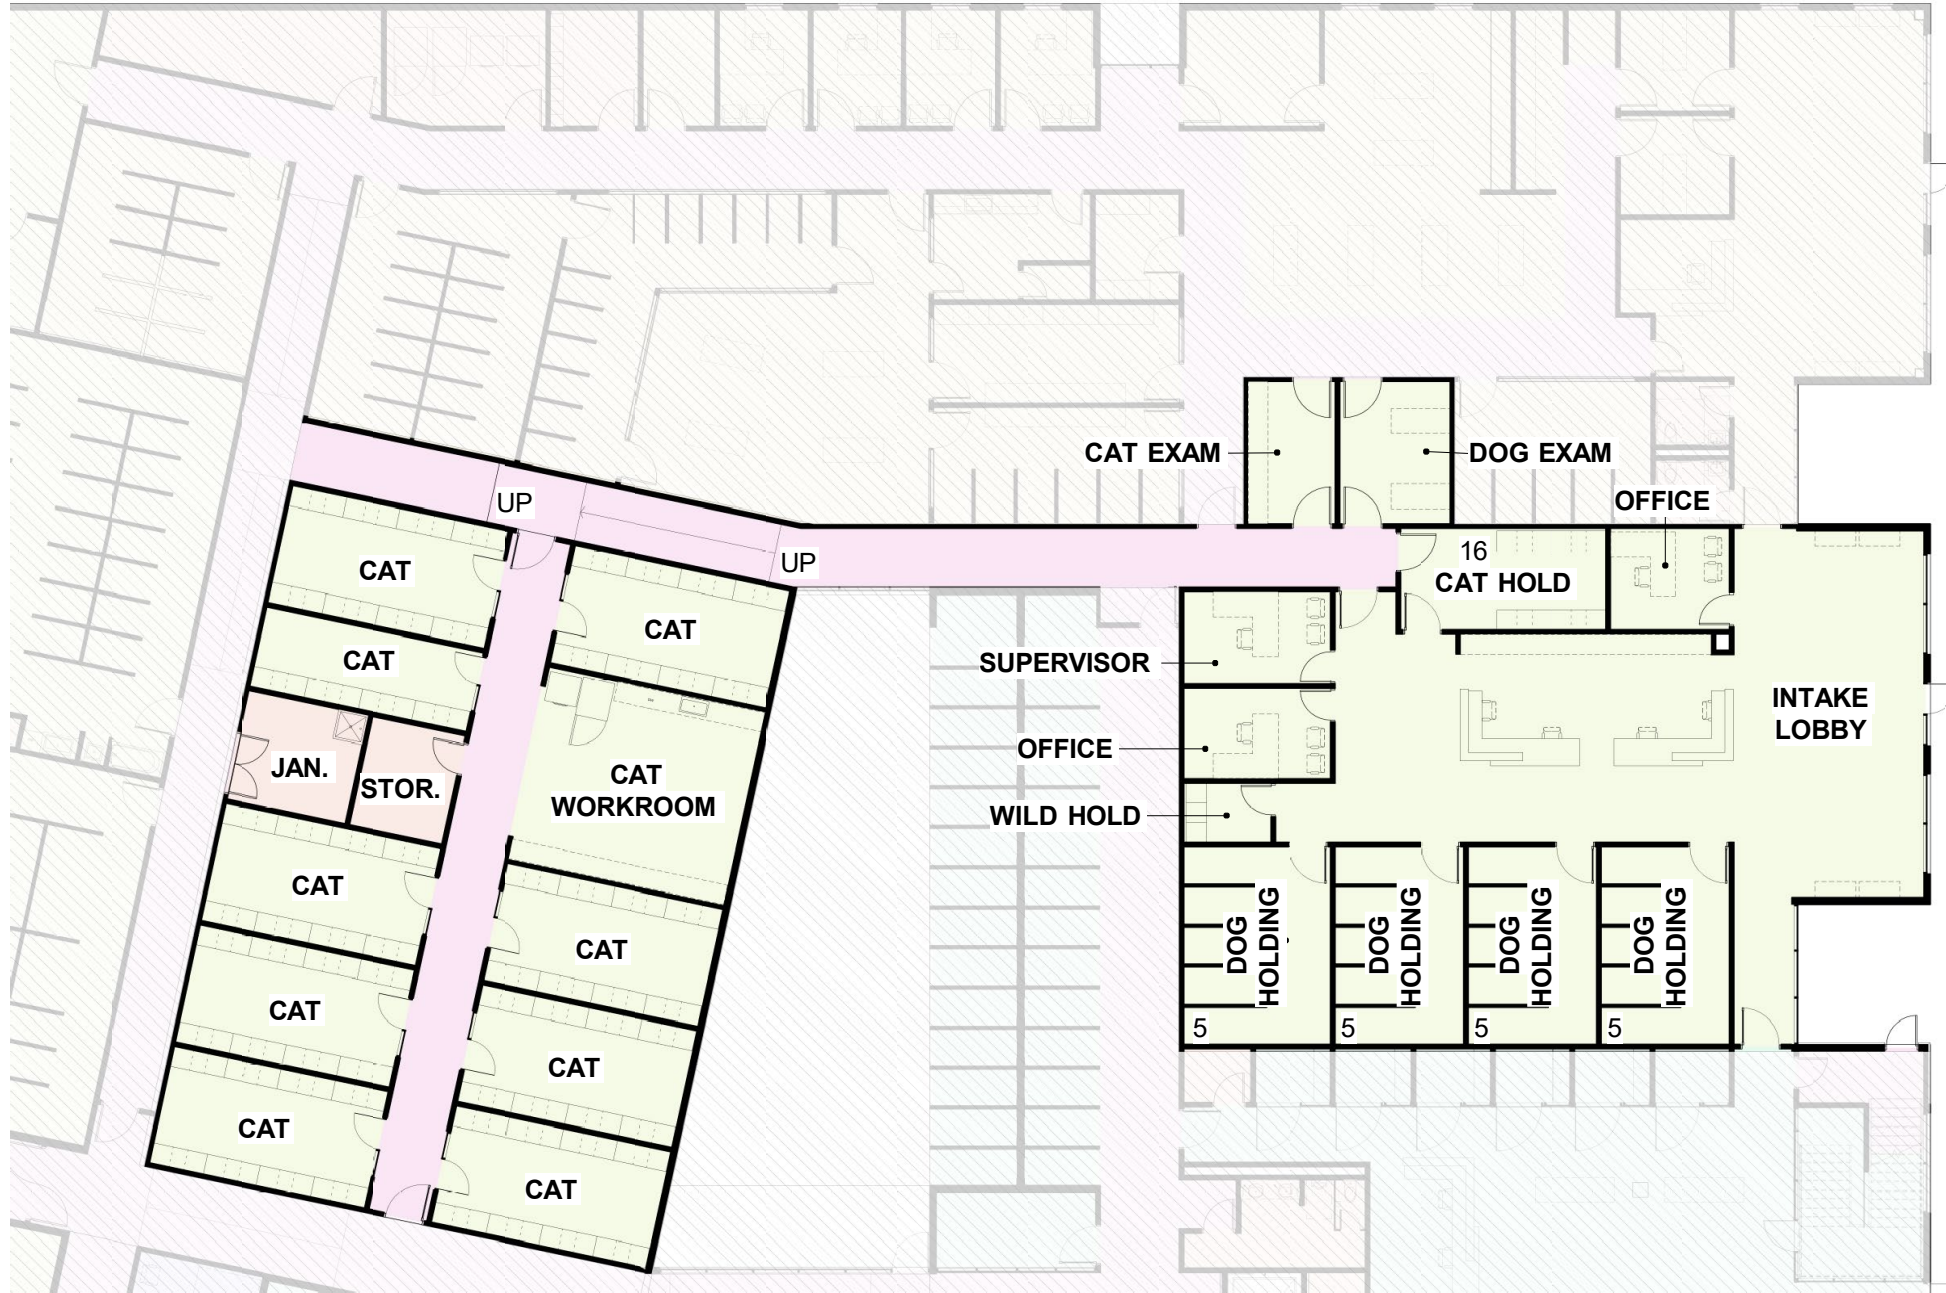 CAT EXAM
DOG EXAM
OFFICE
UP
UP
16
CAT HOLD
CAT
CAT
CAT
SUPERVISOR
INTAKE
LOBBY
OFFICE
JAN.
STOR.
CAT
WORKROOM
WILD HOLD
CAT
CAT
CAT
CAT
CAT
CAT
DOG
HOLDING
5
DOG
HOLDING
5
DOG
HOLDING
5
DOG
HOLDING
5